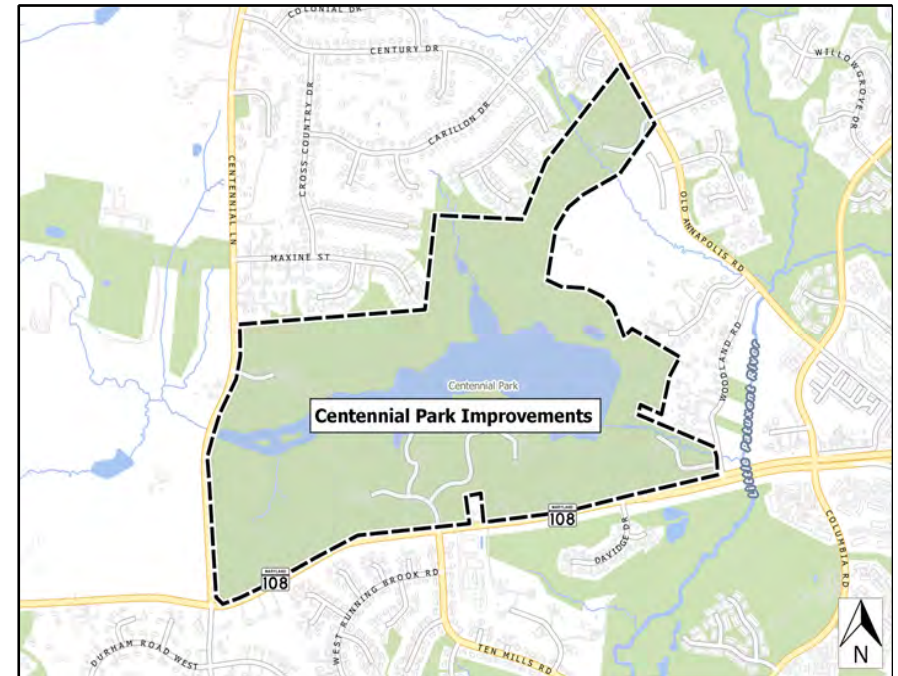 COLONIAL DR
CENTURY DR
WILLOWGROVE DR
CROSS COUNTRY DR
CARILLON DR
CENTENNIAL LN
OLD ANNAPOLIS RD
MAXINE ST
WOODLAND RD
Little Patuxent River
Centennial Park
Centennial Park Improvements
MARYLAND
108
MARYLAND
108
DAVIDGE DR
COLUMBIA RD
WEST RUNNING BROOK RD
DURHAM ROAD WEST
TEN MILLS RD
N